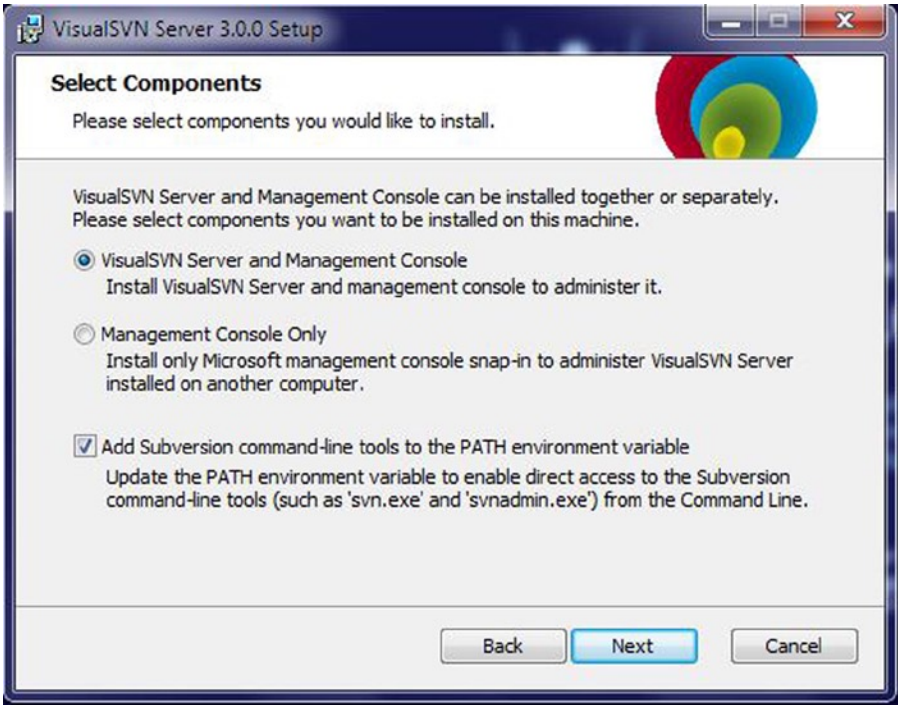 VisualSVN Server 3.0.0 Setup
Select Components
Please select components you would like to install.
VisualSVN Server and Management Console can be installed together or separately.
Please select components you want to be installed on this machine.
VisualSVN Server and Management Console
Install VisualSVN Server and management console to administer it.
Management Console Only
Install only Microsoft management console snap-in to administer VisualSVN Server
installed on another computer.
Add Subversion command-line tools to the PATH environment variable
Update the PATH environment variable to enable direct access to the Subversion
command-line tools (such as 'svn.exe' and 'svnadmin.exe') from the Command Line.
Back Next Cancel